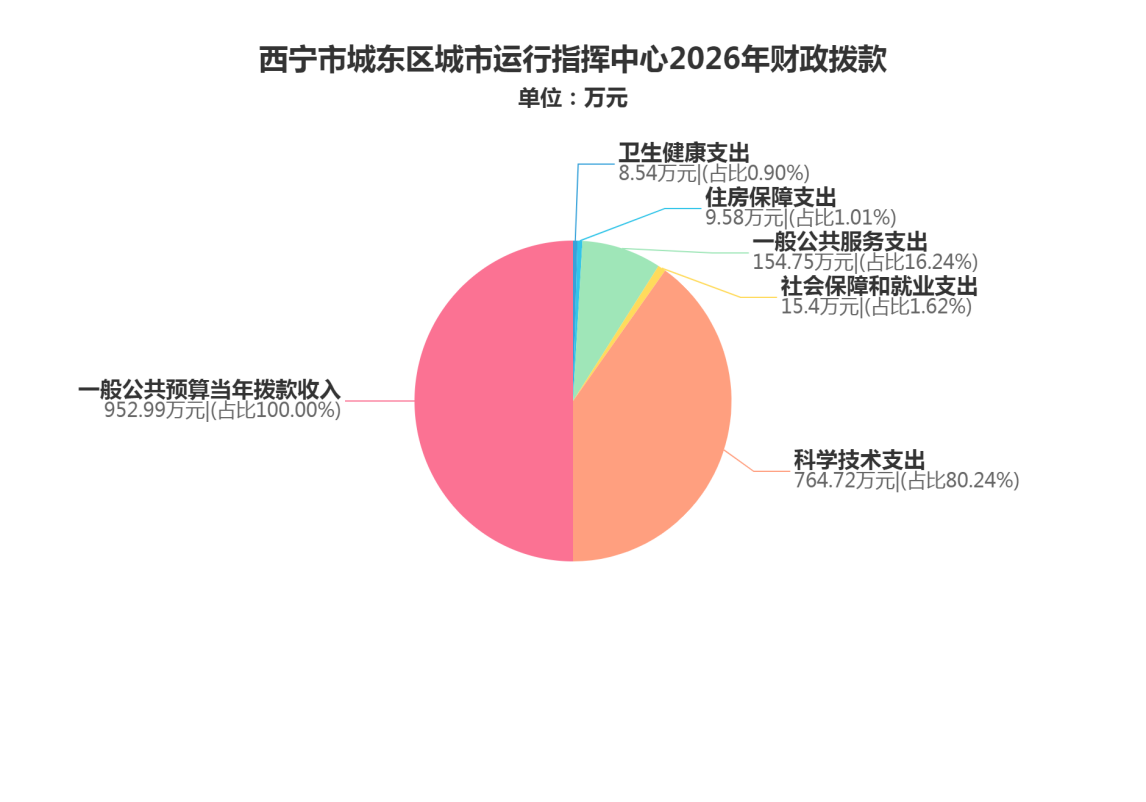 西宁市城东区城市运行指挥中心2026年财政拨款
单位：万元
卫生健康支出
8.54万元|(占比0.90%)
住房保障支出
9.58万元|(占比1.01%)
一般公共服务支出
154.75万元|(占比16.24%)
社会保障和就业支出
15.4万元|(占比1.62%)
一般公共预算当年拨款收入
952.99万元|(占比100.00%)
科学技术支出
764.72万元|(占比80.24%)